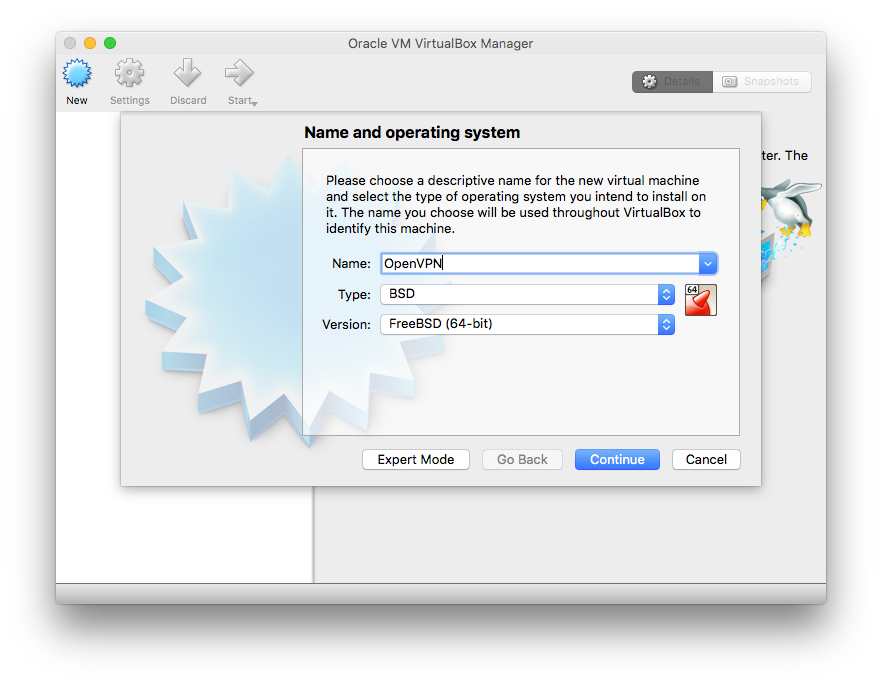 Oracle VM VirtualBox Manager
New
Settings
Discard
Start
Details
Snapshots
ter. The
Name and operating system
Please choose a descriptive name for the new virtual machine
and select the type of operating system you intend to install on
it. The name you choose will be used throughout VirtualBox to
identify this machine.
Name: OpenVPN
Type: BSD
64
Version: FreeBSD (64-bit)
Expert Mode
Go Back
Continue
Cancel